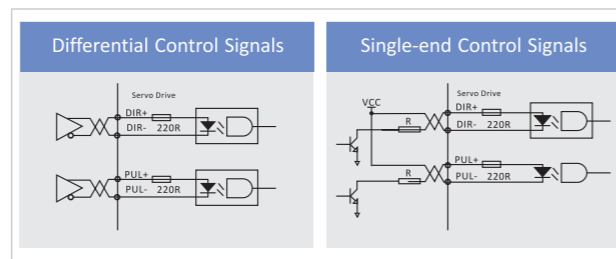 Differential Control Signals
Servo Drive
DIR+
DIR- 220R
PUL+
PUL- 220R
Single-end Control Signals
Servo Drive
VCC
DIR+
R
DIR- 220R
PUL+
R
PUL- 220R